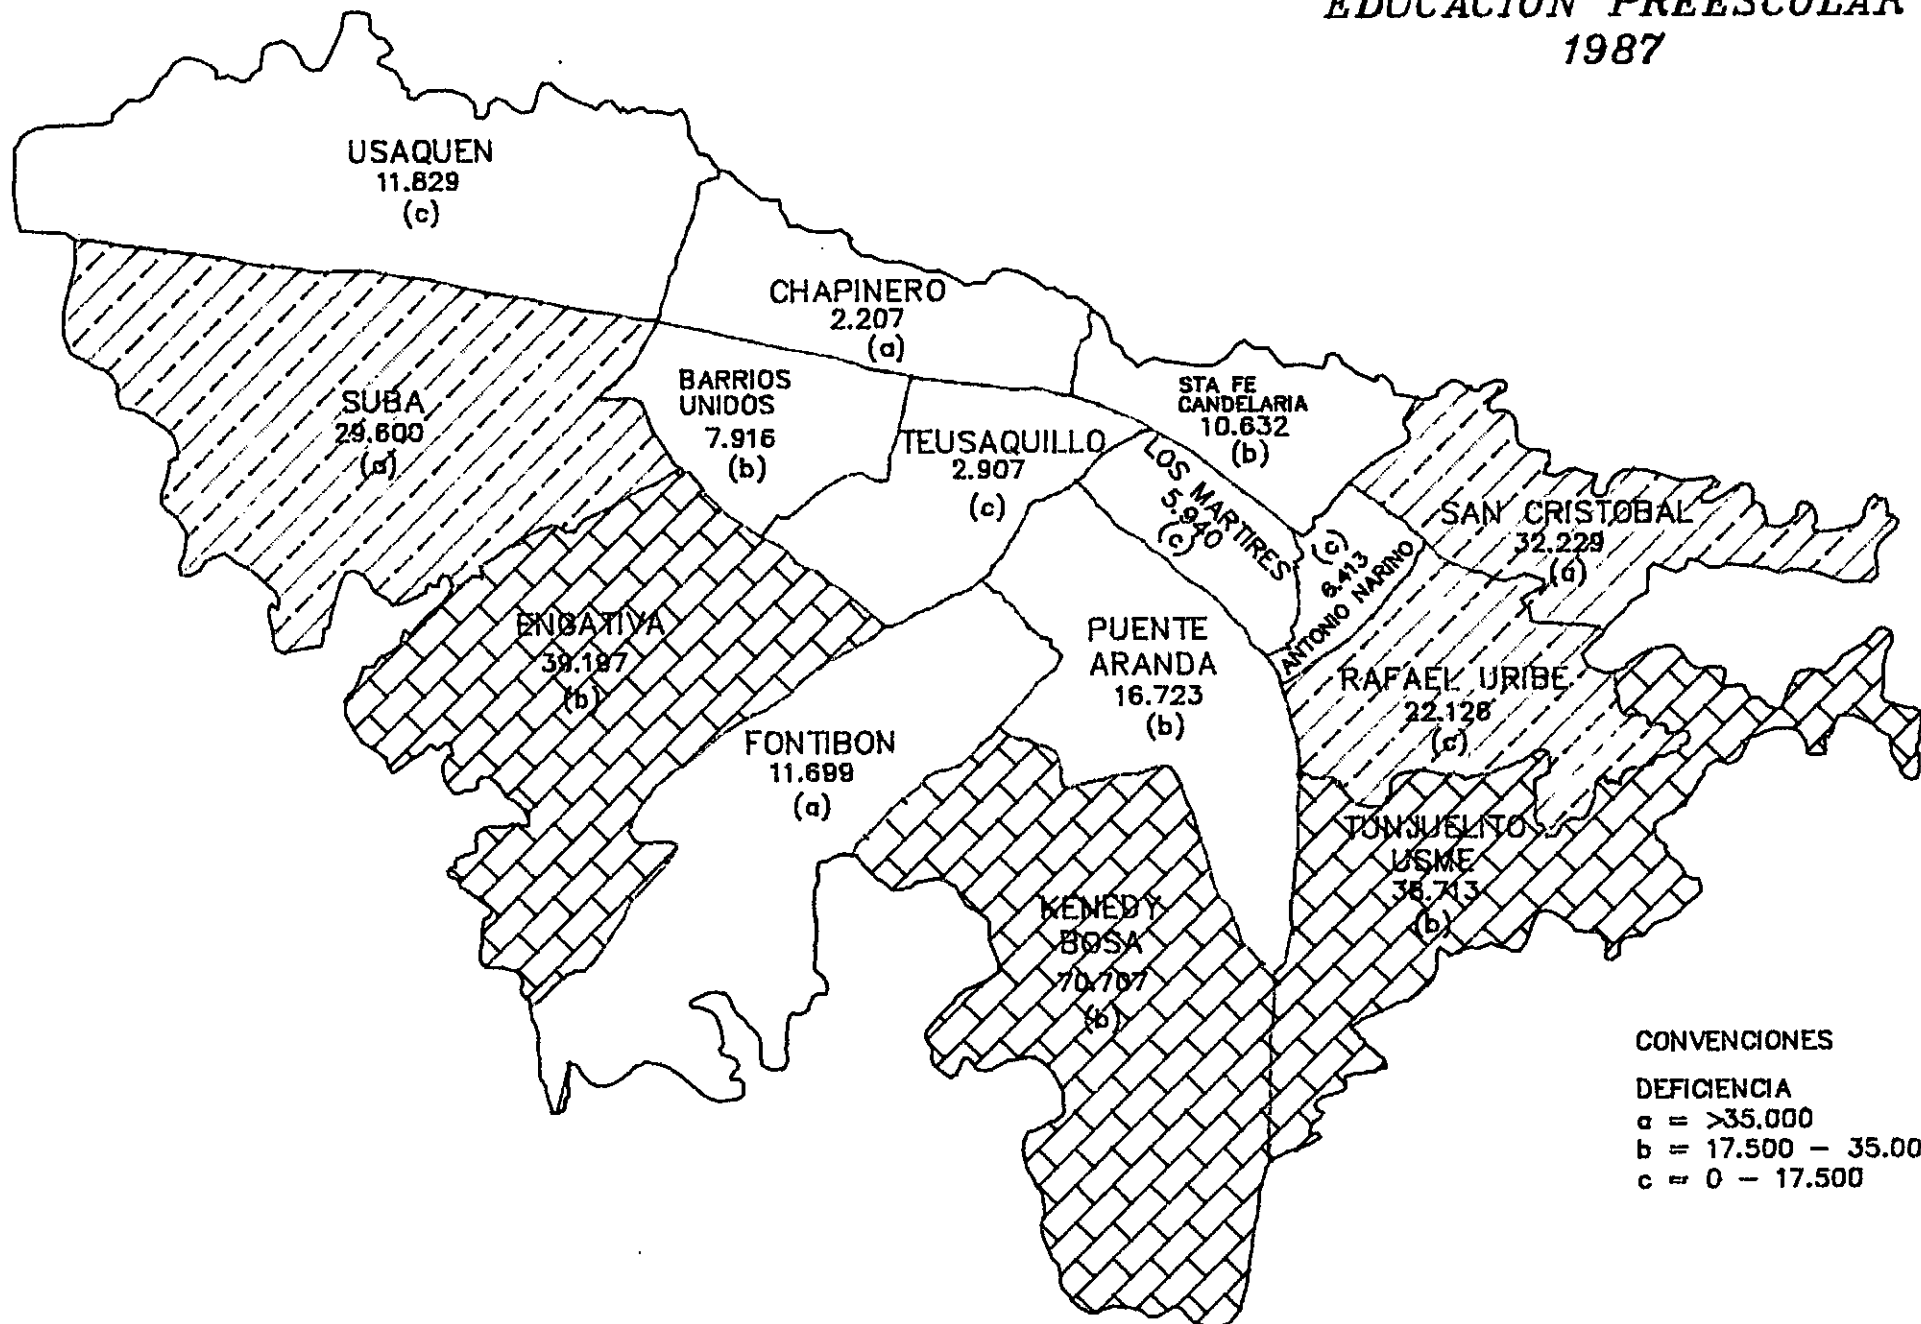 EDUCACION PREESCOLAR
1987
USAQUEN
11.829
(c)
CHAPINERO
2.207
(a)
SUBA
29.600
(a)
BARRIOS
UNIDOS
7.916
(b)
TEUSAQUILLO
2.907
(c)
STA FE
CANDELARIA
10.632
(b)
LOS MARTIRES
5.940
(c)
(c)
6.413
ANTONIO NARINO
SAN CRISTOBAL
32.229
(a)
ENGATIVA
39.197
(b)
PUENTE
ARANDA
16.723
(b)
RAFAEL URIBE
22.126
(c)
FONTIBON
11.699
(a)
TUNJUELITO
USME
(b)
KENEDY
BOSA
70.707
(b)
CONVENCIONES
DEFICIENCIA
a = >35.000
b = 17.500 - 35.00
c = 0 - 17.500